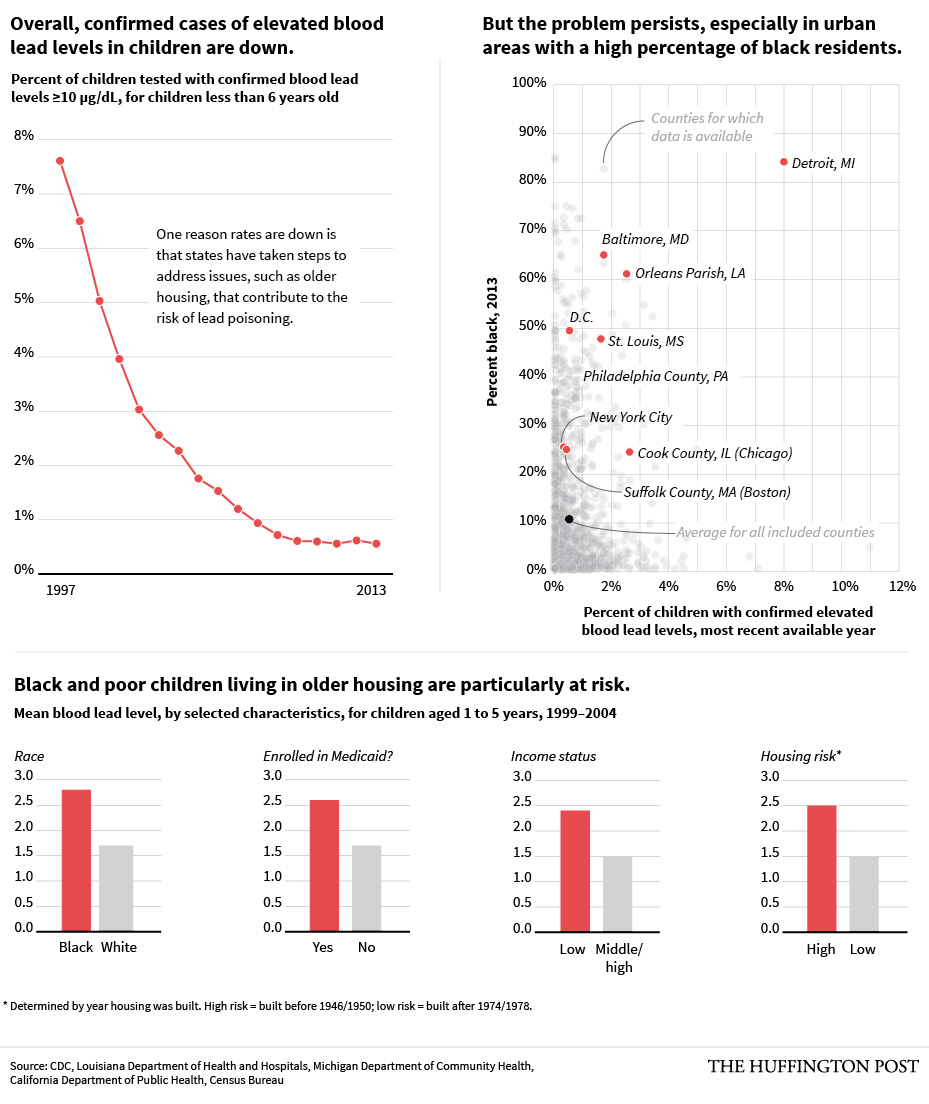 Overall, confirmed cases of elevated blood
lead levels in children are down.
Percent of children tested with confirmed blood lead
levels ≥10 µg/dL, for children less than 6 years old
8%
7%
6%
5%
4%
3%
2%
1%
0%
One reason rates are down is
that states have taken steps to
address issues, such as older
housing, that contribute to the
risk of lead poisoning.
1997 2013
But the problem persists, especially in urban
areas with a high percentage of black residents.
100%
90%
80%
70%
60%
50%
40%
30%
20%
10%
0%
Percent black, 2013
Counties for which
data is available
Detroit, MI
Baltimore, MD
Orleans Parish, LA
D.C.
St. Louis, MS
Philadelphia County, PA
New York City
Cook County, IL (Chicago)
Suffolk County, MA (Boston)
Average for all included counties
0% 2% 4% 6% 8% 10% 12%
Percent of children with confirmed elevated
blood lead levels, most recent available year
Black and poor children living in older housing are particularly at risk.
Mean blood lead level, by selected characteristics, for children aged 1 to 5 years, 1999–2004
Race
3.0
2.5
2.0
1.5
1.0
0.5
0.0
Black White
Enrolled in Medicaid?
3.0
2.5
2.0
1.5
1.0
0.5
0.0
Yes No
Income status
3.0
2.5
2.0
1.5
1.0
0.5
0.0
Low Middle/
high
Housing risk*
3.0
2.5
2.0
1.5
1.0
0.5
0.0
High Low
* Determined by year housing was built. High risk = built before 1946/1950; low risk = built after 1974/1978.
Source: CDC, Louisiana Department of Health and Hospitals, Michigan Department of Community Health,
California Department of Public Health, Census Bureau
THE HUFFINGTON POST